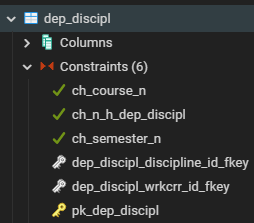 dep_discipl
Columns
Constraints (6)
ch_course_n
ch_n_h_dep_discipl
ch_semester_n
dep_discipl_discipline_id_fkey
dep_discipl_wrkcrr_id_fkey
pk_dep_discipl